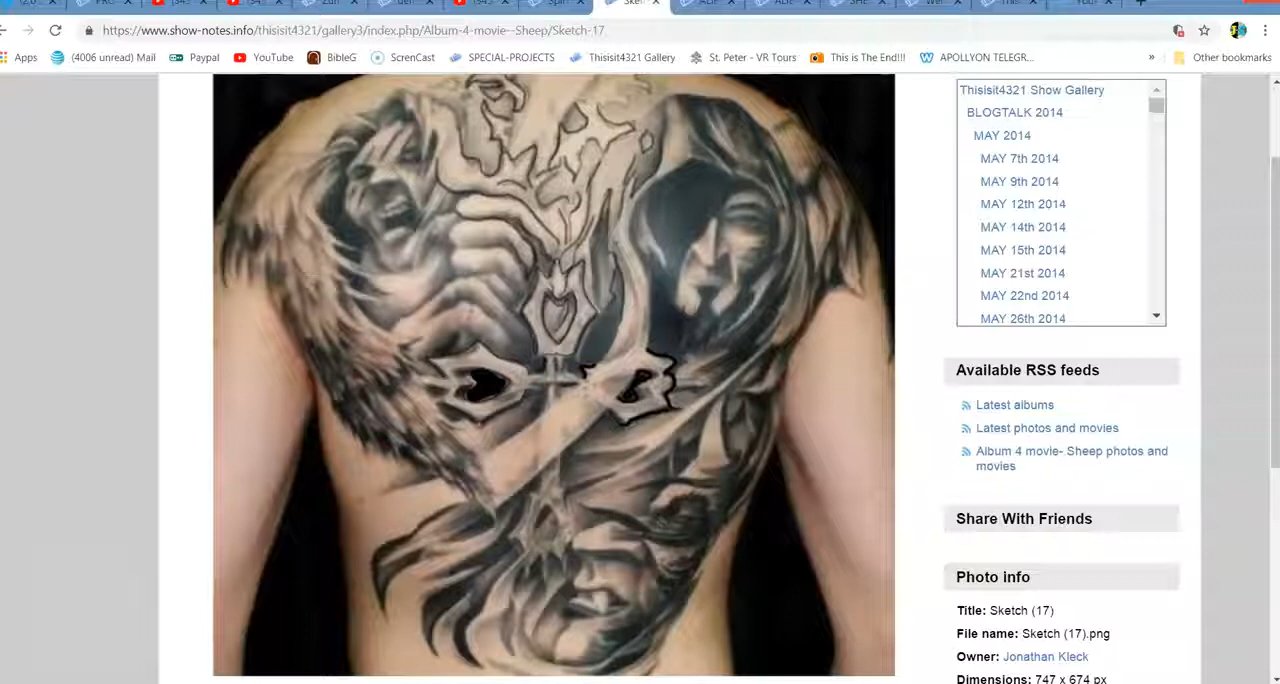 https://www.show-notes.info/thisisit4321/gallery3/index.php/Album-4-movie--Sheep/Sketch-17
Apps (4006 unread) Mail Paypal YouTube BibleG ScrenCast SPECIAL-PROJECTS Thisisit4321 Gallery St. Peter - VR Tours This is The End!!! APOLLYON TELEGR... » Other bookmarks
Thisisit4321 Show Gallery
BLOGTALK 2014
MAY 2014
MAY 7th 2014
MAY 9th 2014
MAY 12th 2014
MAY 14th 2014
MAY 15th 2014
MAY 21st 2014
MAY 22nd 2014
MAY 26th 2014
Available RSS feeds
Latest albums
Latest photos and movies
Album 4 movie- Sheep photos and
movies
Share With Friends
Photo info
Title: Sketch (17)
File name: Sketch (17).png
Owner: Jonathan Kleck
Dimensions: 747 x 674 px